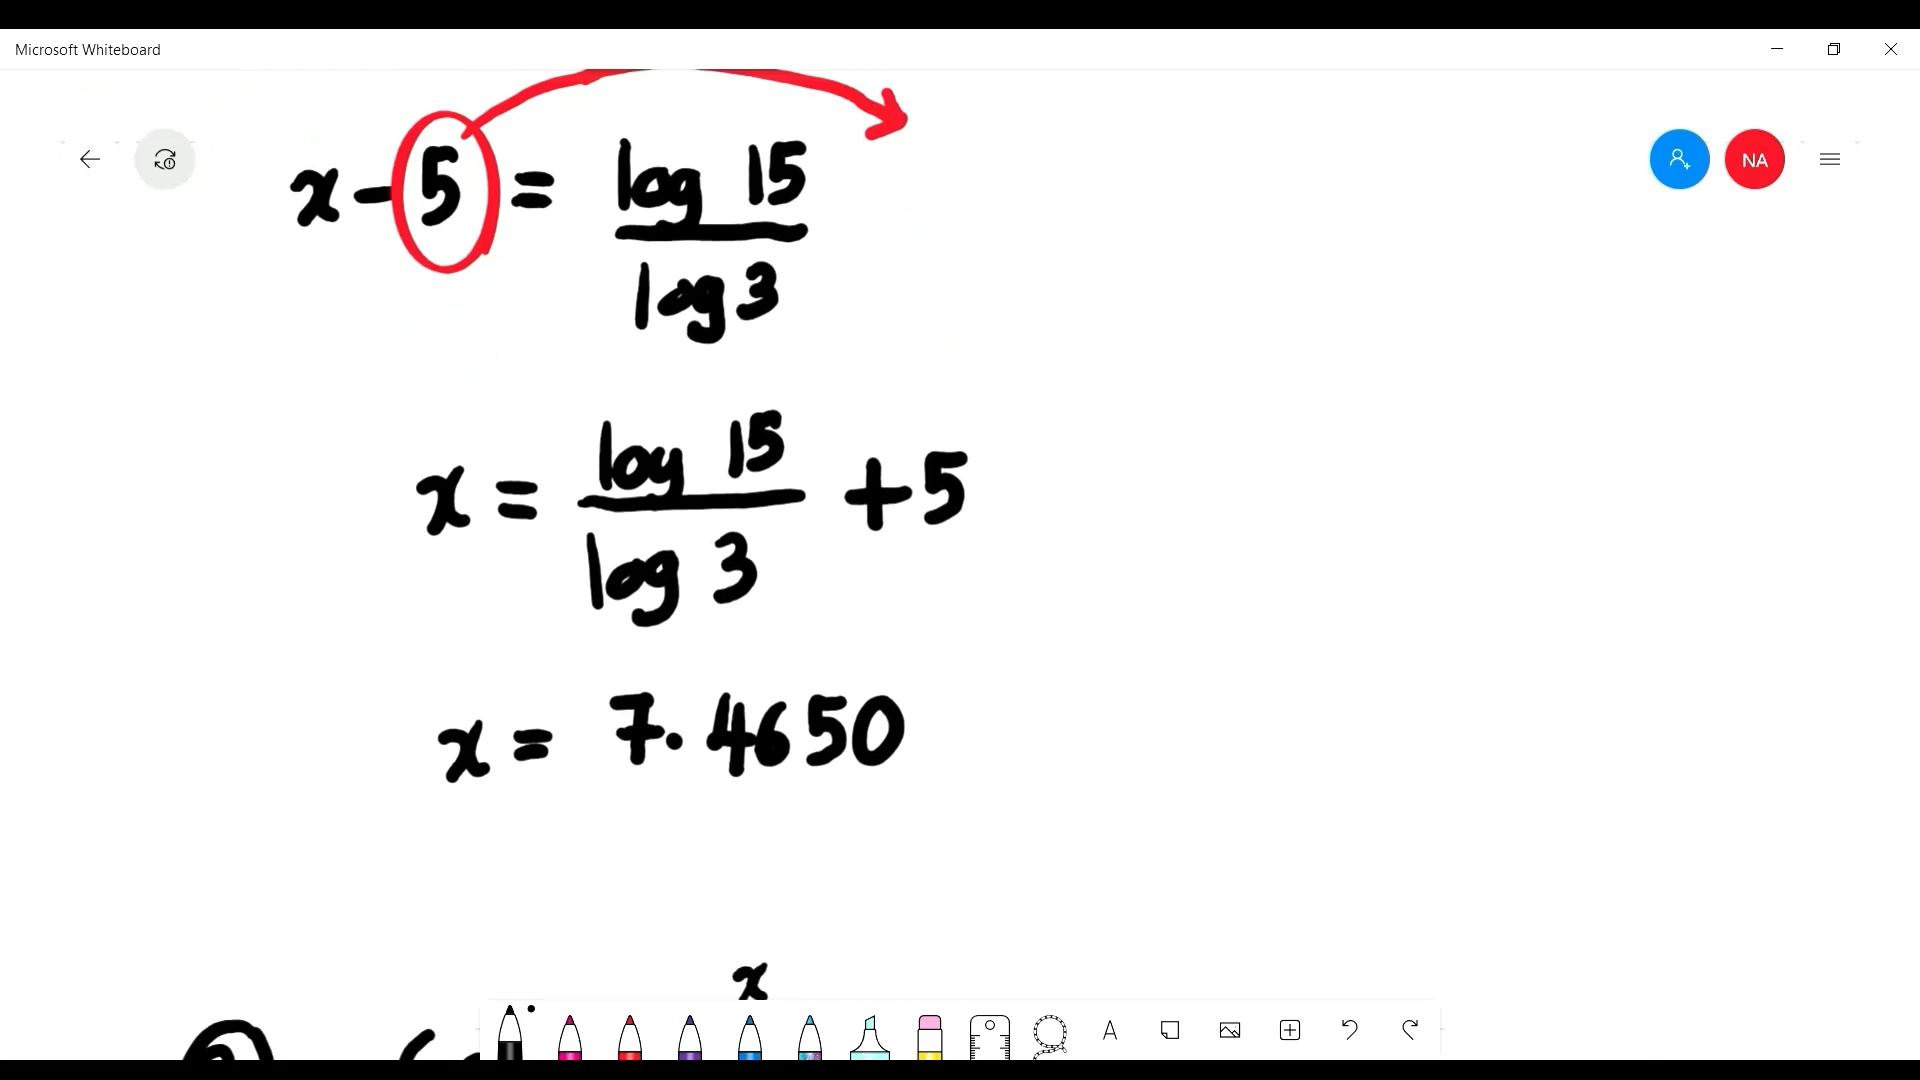 Microsoft Whiteboard
NA
x - 5 = log 15 / log 3
x = log 15 / log 3 + 5
x = 7.4650
x